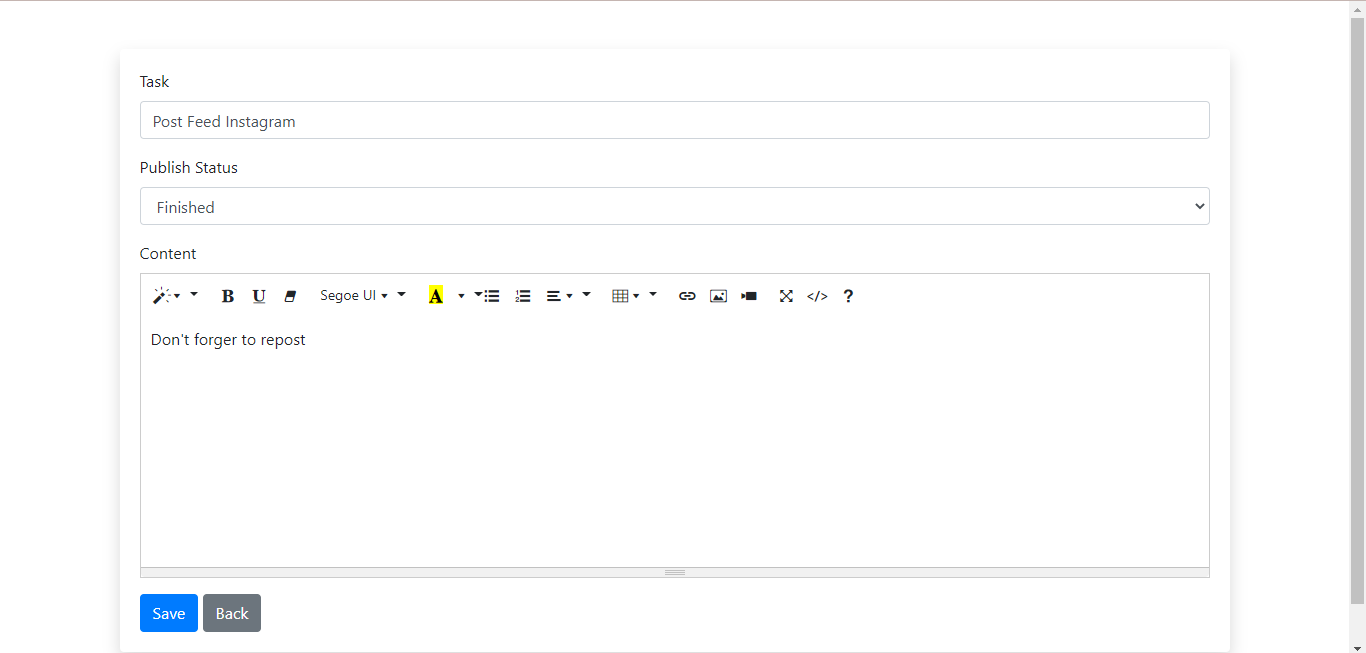 Task
Post Feed Instagram
Publish Status
Finished
Content
B U Segoe UI A </> ?
Don't forger to repost
Save Back